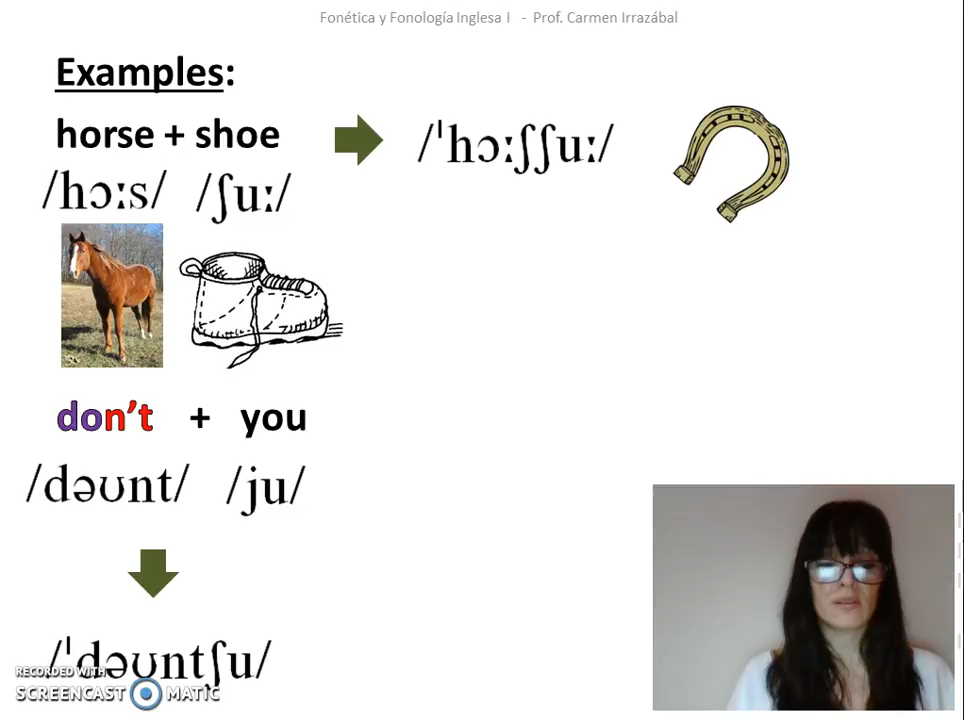 Fonética y Fonología Inglesa I - Prof. Carmen Irrazábal
Examples:
horse + shoe
/ˈhɔːʃʃuː/
/hɔːs/ /ʃuː/
don't + you
/dəʊnt/ /ju/
/ˈdəʊntʃu/
RECORDED WITH
SCREENCAST MATIC